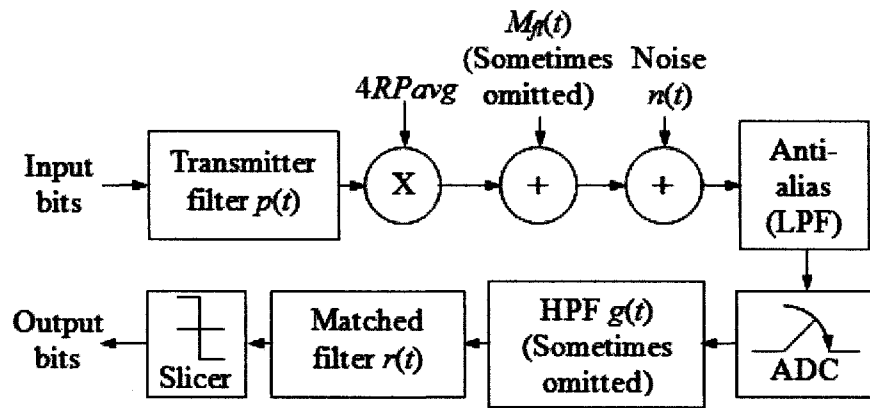 M_fl(t)
(Sometimes
omitted)
Noise
n(t)
4RPavg
Input
bits
Transmitter
filter p(t)
X
+
+
Anti-
alias
(LPF)
Output
bits
Slicer
Matched
filter r(t)
HPF g(t)
(Sometimes
omitted)
ADC